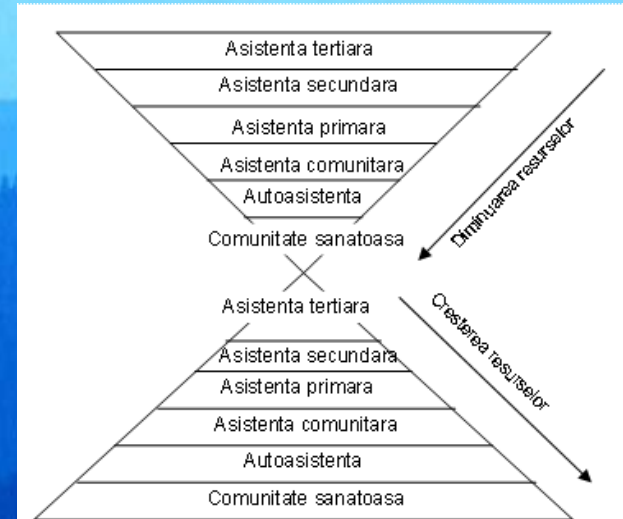 Asistenta tertiara
Asistenta secundara
Asistenta primara
Asistenta comunitara
Autoasistenta
Comunitate sanatoasa
Diminuarea resurselor
Asistenta tertiara
Asistenta secundara
Asistenta primara
Asistenta comunitara
Autoasistenta
Comunitate sanatoasa
Cresterea resurselor